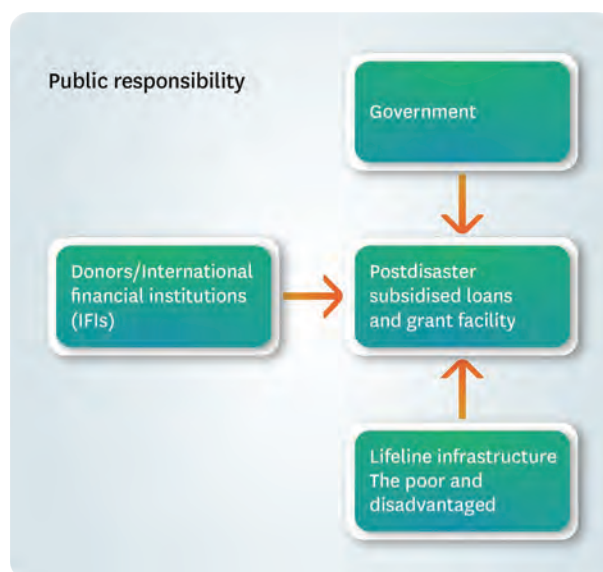 Public responsibility
Government
Donors/International
financial institutions
(IFIs)
Postdisaster
subsidised loans
and grant facility
Lifeline infrastructure
The poor and
disadvantaged